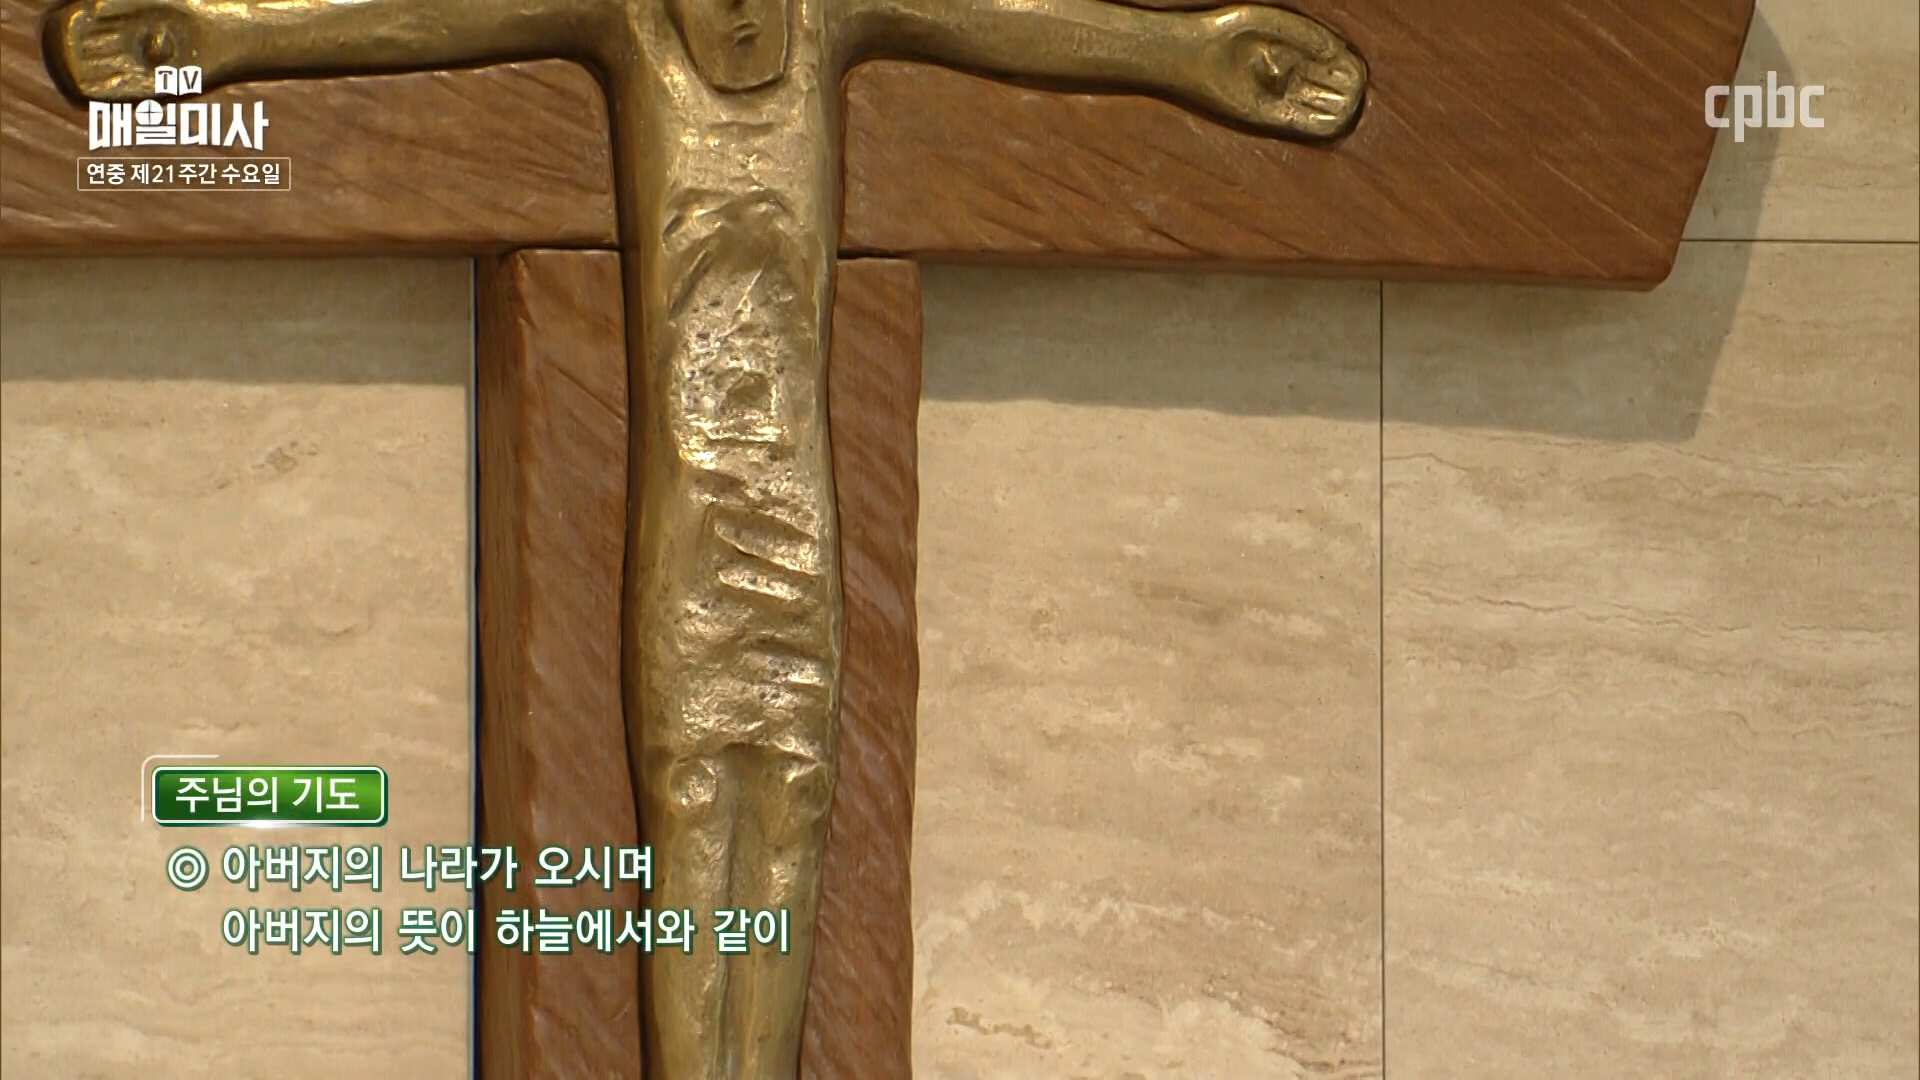 TV
매일미사
연중 제21주간 수요일
cpbc
주님의 기도
◎ 아버지의 나라가 오시며
아버지의 뜻이 하늘에서와 같이